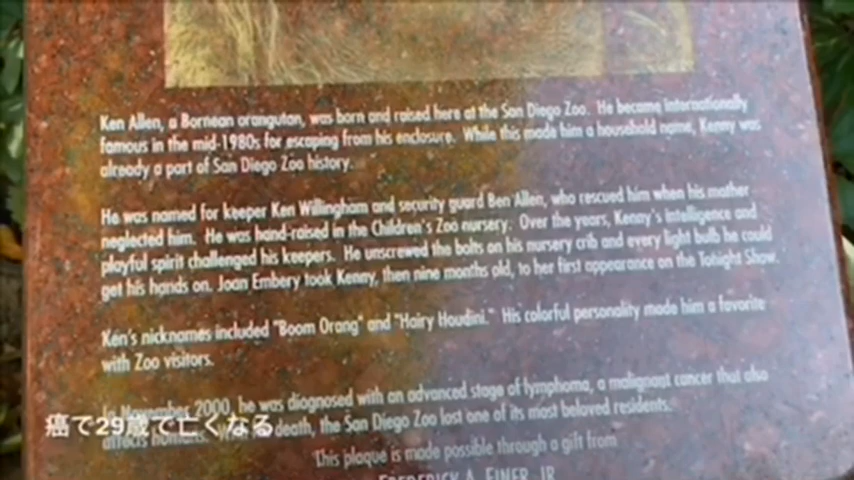 Ken Allen, a Bornean orangutan, was born and raised here at the San Diego Zoo. He became internationally
famous in the mid-1980s for escaping from his enclosure. While this made him a household name, Kenny was
already a part of San Diego Zoo history.
He was named for keeper Ken Willingham and security guard Ben Allen, who rescued him when his mother
neglected him. He was hand-raised in the Children's Zoo nursery. Over the years, Kenny's intelligence and
playful spirit challenged his keepers. He unscrewed the bolts on his nursery crib and every light bulb he could
get his hands on. Joan Embery took Kenny, then nine months old, to her first appearance on the Tonight Show.
Ken's nicknames included "Boom Orang" and "Hairy Houdini." His colorful personality made him a favorite
with Zoo visitors.
In November 2000, he was diagnosed with an advanced stage of lymphoma, a malignant cancer that also
affects humans. death, the San Diego Zoo lost one of its most beloved residents.
癌で29歳で亡くなる
This plaque is made possible through a gift from
FREDERICK A. EINER, JR.